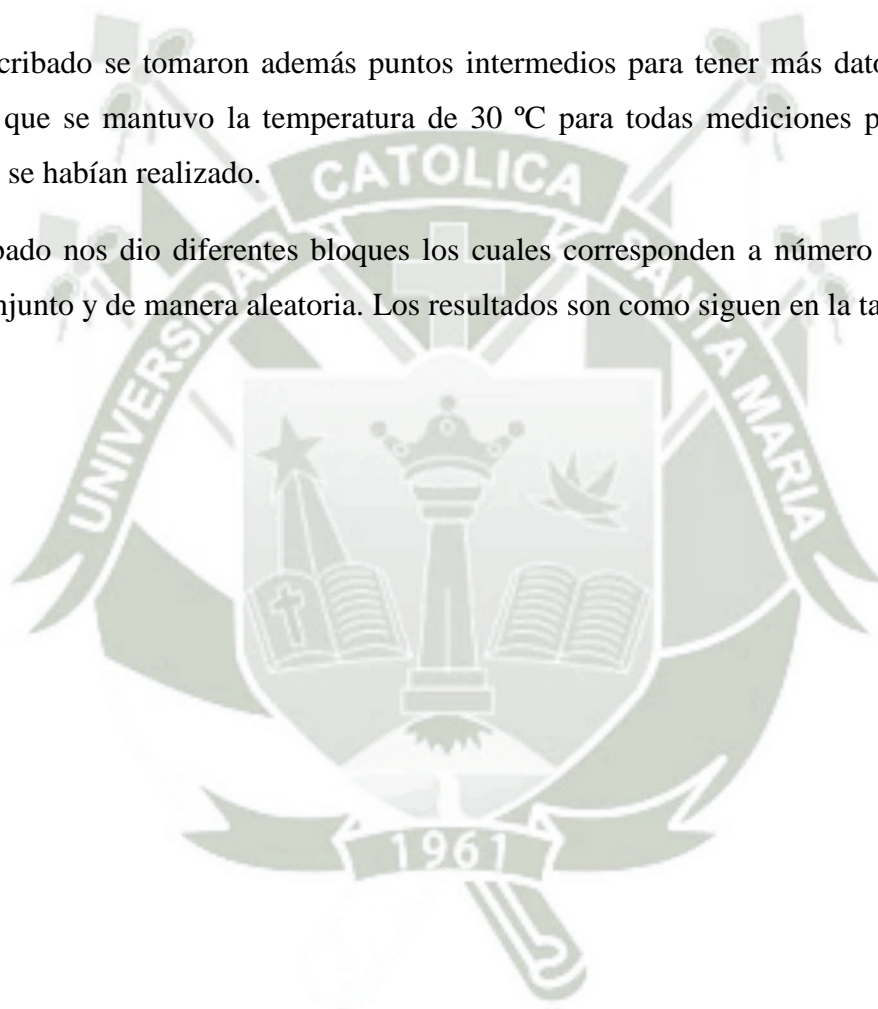 cribado se tomaron además puntos intermedios para tener más dato
que se mantuvo la temperatura de 30 ºC para todas mediciones p
se habían realizado.
bado nos dio diferentes bloques los cuales corresponden a número
njunto y de manera aleatoria. Los resultados son como siguen en la ta
UNIVERSIDAD CATOLICA SANTA MARIA
1961